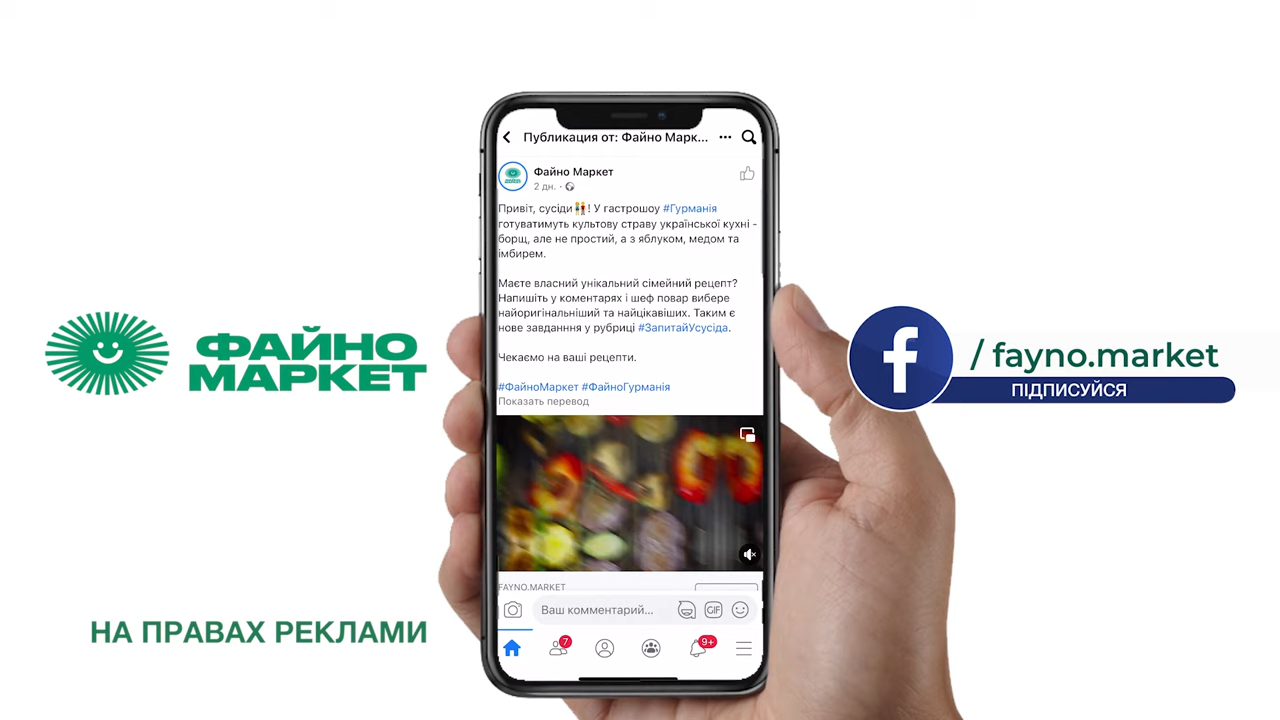 Публикация от: Файно Марк...
Файно Маркет
2 дн. ·
Привіт, сусіди👫! У гастрошоу #Гурманія
готуватимуть культову страву української кухні -
борщ, але не простий, а з яблуком, медом та
імбирем.
Маєте власний унікальний сімейний рецепт?
Напишіть у коментарях і шеф повар вибере
найоригінальніший та найцікавіших. Таким є
нове завданння у рубриці #ЗапитайУсусіда.
Чекаємо на ваші рецепти.
#ФайноМаркет #ФайноГурманія
Показать перевод
FAYNO.MARKET
Ваш комментарий...
GIF
7
9+
ФАЙНО
МАРКЕТ
/ fayno.market
ПІДПИСУЙСЯ
НА ПРАВАХ РЕКЛАМИ